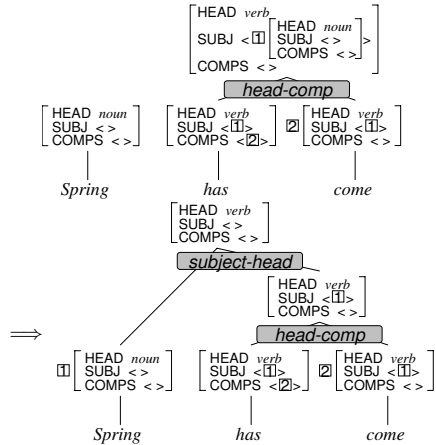 HEAD verb
HEAD noun
SUBJ < 1 SUBJ < > >
COMPS < >
COMPS < >
head-comp
HEAD noun HEAD verb HEAD verb
SUBJ < > SUBJ < 1 > 2 SUBJ < 1 >
COMPS < > COMPS < 2 > COMPS < >
Spring has come
HEAD verb
SUBJ < >
COMPS < >
subject-head
HEAD verb
SUBJ < 1 >
COMPS < >
⟹
head-comp
HEAD noun HEAD verb HEAD verb
1 SUBJ < > SUBJ < 1 > 2 SUBJ < 1 >
COMPS < > COMPS < 2 > COMPS < >
Spring has come